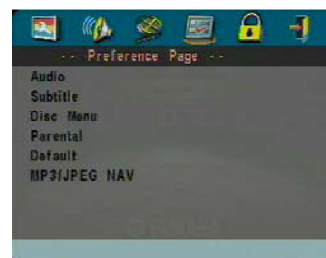 -- Preference Page --
Audio
Subtitle
Disc Menu
Parental
Default
MP3/JPEG NAV